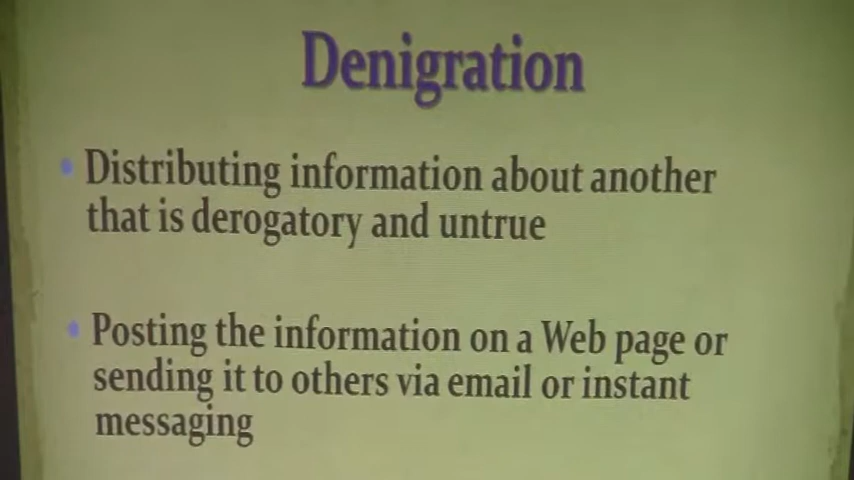 Denigration
Distributing information about another
that is derogatory and untrue
Posting the information on a Web page or
sending it to others via email or instant
messaging